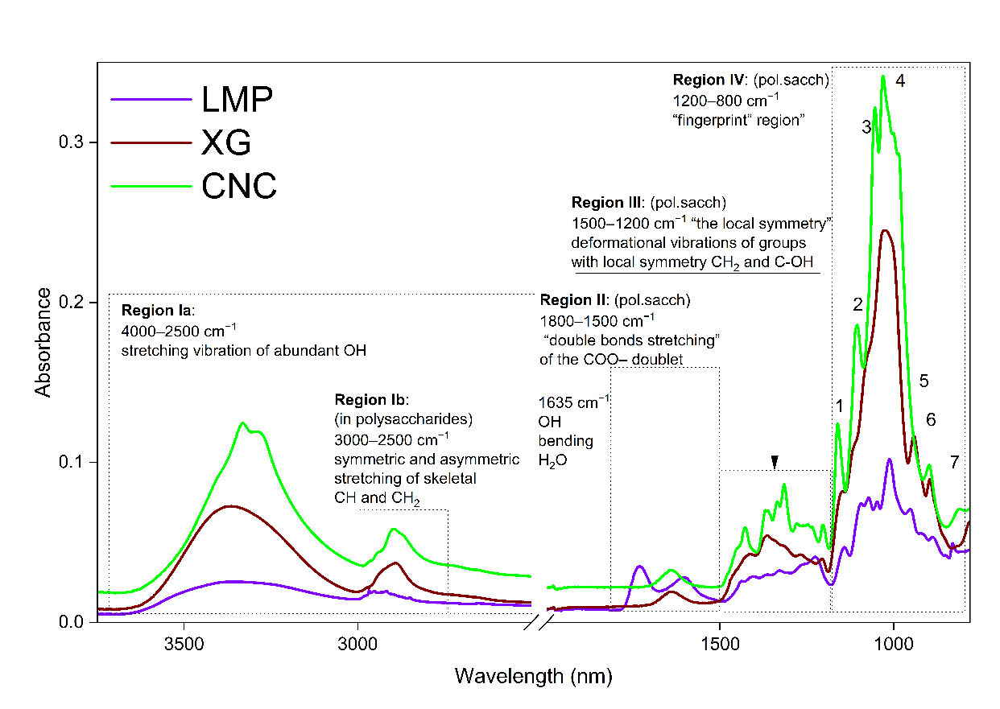 LMP
XG
CNC
Region IV: (pol.sacch)
1200–800 cm⁻¹
“fingerprint” region”
Region III: (pol.sacch)
1500–1200 cm⁻¹ “the local symmetry”
deformational vibrations of groups
with local symmetry CH₂ and C-OH
Region II: (pol.sacch)
1800–1500 cm⁻¹
“double bonds stretching”
of the COO– doublet
1635 cm⁻¹
OH
bending
H₂O
Region Ia:
4000–2500 cm⁻¹
stretching vibration of abundant OH
Region Ib:
(in polysaccharides)
3000–2500 cm⁻¹
symmetric and asymmetric
stretching of skeletal
CH and CH₂
1
2
3
4
5
6
7
Absorbance
0.3
0.2
0.1
0.0
3500
3000
1500
1000
Wavelength (nm)